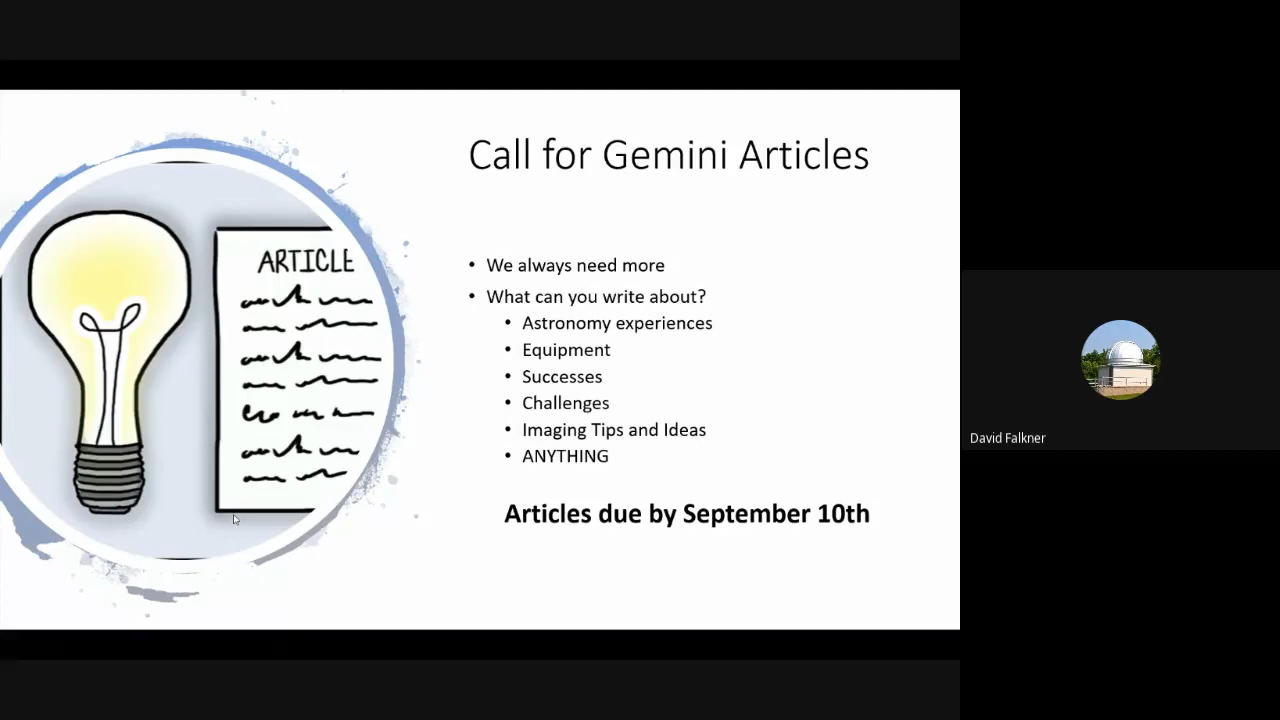 Call for Gemini Articles
ARTICLE
• We always need more
• What can you write about?
• Astronomy experiences
• Equipment
• Successes
• Challenges
• Imaging Tips and Ideas
• ANYTHING
Articles due by September 10th
David Falkner